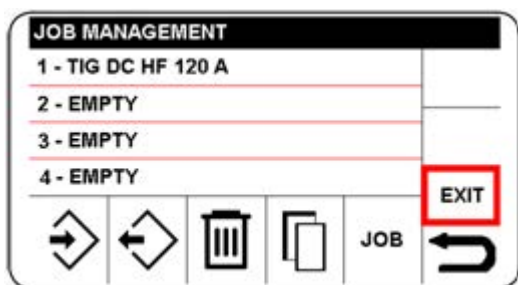 JOB MANAGEMENT
1 - TIG DC HF 120 A
2 - EMPTY
3 - EMPTY
4 - EMPTY
EXIT
JOB